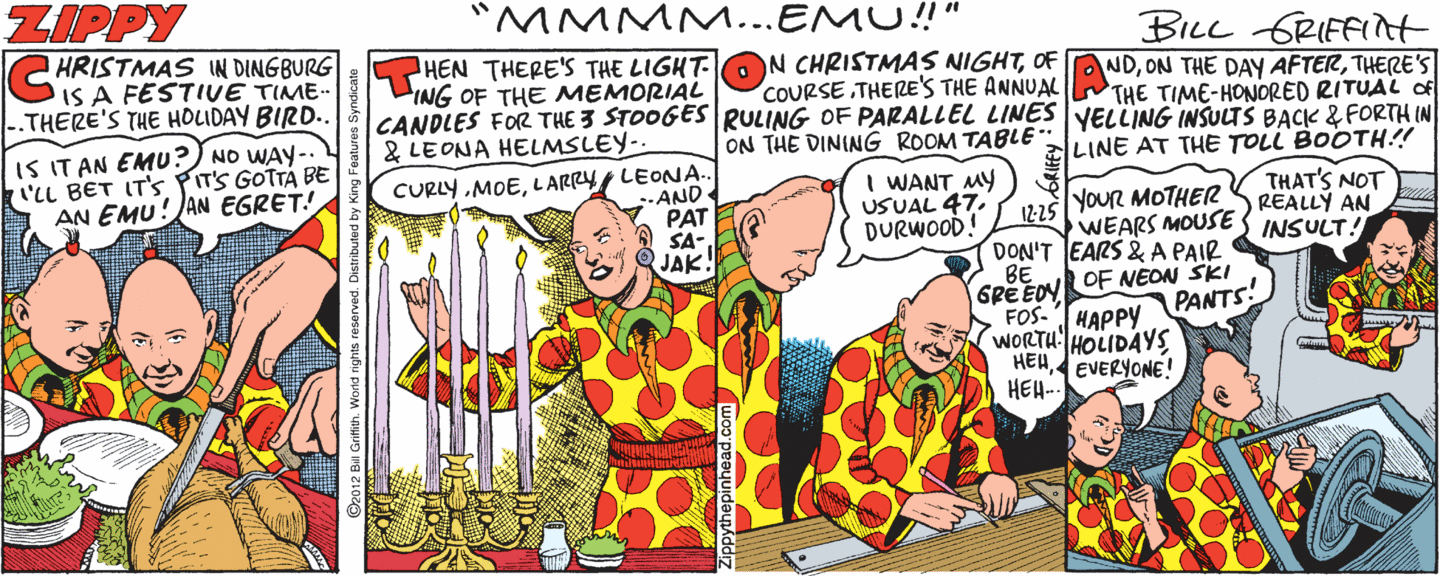 ZIPPY
"MMMM...EMU!!"
BILL GRIFFITH
CHRISTMAS IN DINGBURG
IS A FESTIVE TIME--
--THERE'S THE HOLIDAY BIRD--
IS IT AN EMU?
I'LL BET IT'S
AN EMU!
NO WAY--
IT'S GOTTA BE
AN EGRET!
©2012 Bill Griffith. World rights reserved. Distributed by King Features Syndicate
THEN THERE'S THE LIGHT-
ING OF THE MEMORIAL
CANDLES FOR THE 3 STOOGES
& LEONA HELMSLEY--
CURLY, MOE, LARRY, LEONA--
--AND
PAT
SA-
JAK!
ON CHRISTMAS NIGHT, OF
COURSE, THERE'S THE ANNUAL
RULING OF PARALLEL LINES
ON THE DINING ROOM TABLE--
I WANT MY
USUAL 47,
DURWOOD!
12-25
GRIFFY
DON'T
BE
GREEDY,
FOS-
WORTH!
HEH,
HEH---
Zippythepinhead.com
AND, ON THE DAY AFTER, THERE'S
THE TIME-HONORED RITUAL OF
YELLING INSULTS BACK & FORTH IN
LINE AT THE TOLL BOOTH!!
YOUR MOTHER
WEARS MOUSE
EARS & A PAIR
OF NEON SKI
PANTS!
THAT'S NOT
REALLY AN
INSULT!
HAPPY
HOLIDAYS,
EVERYONE!